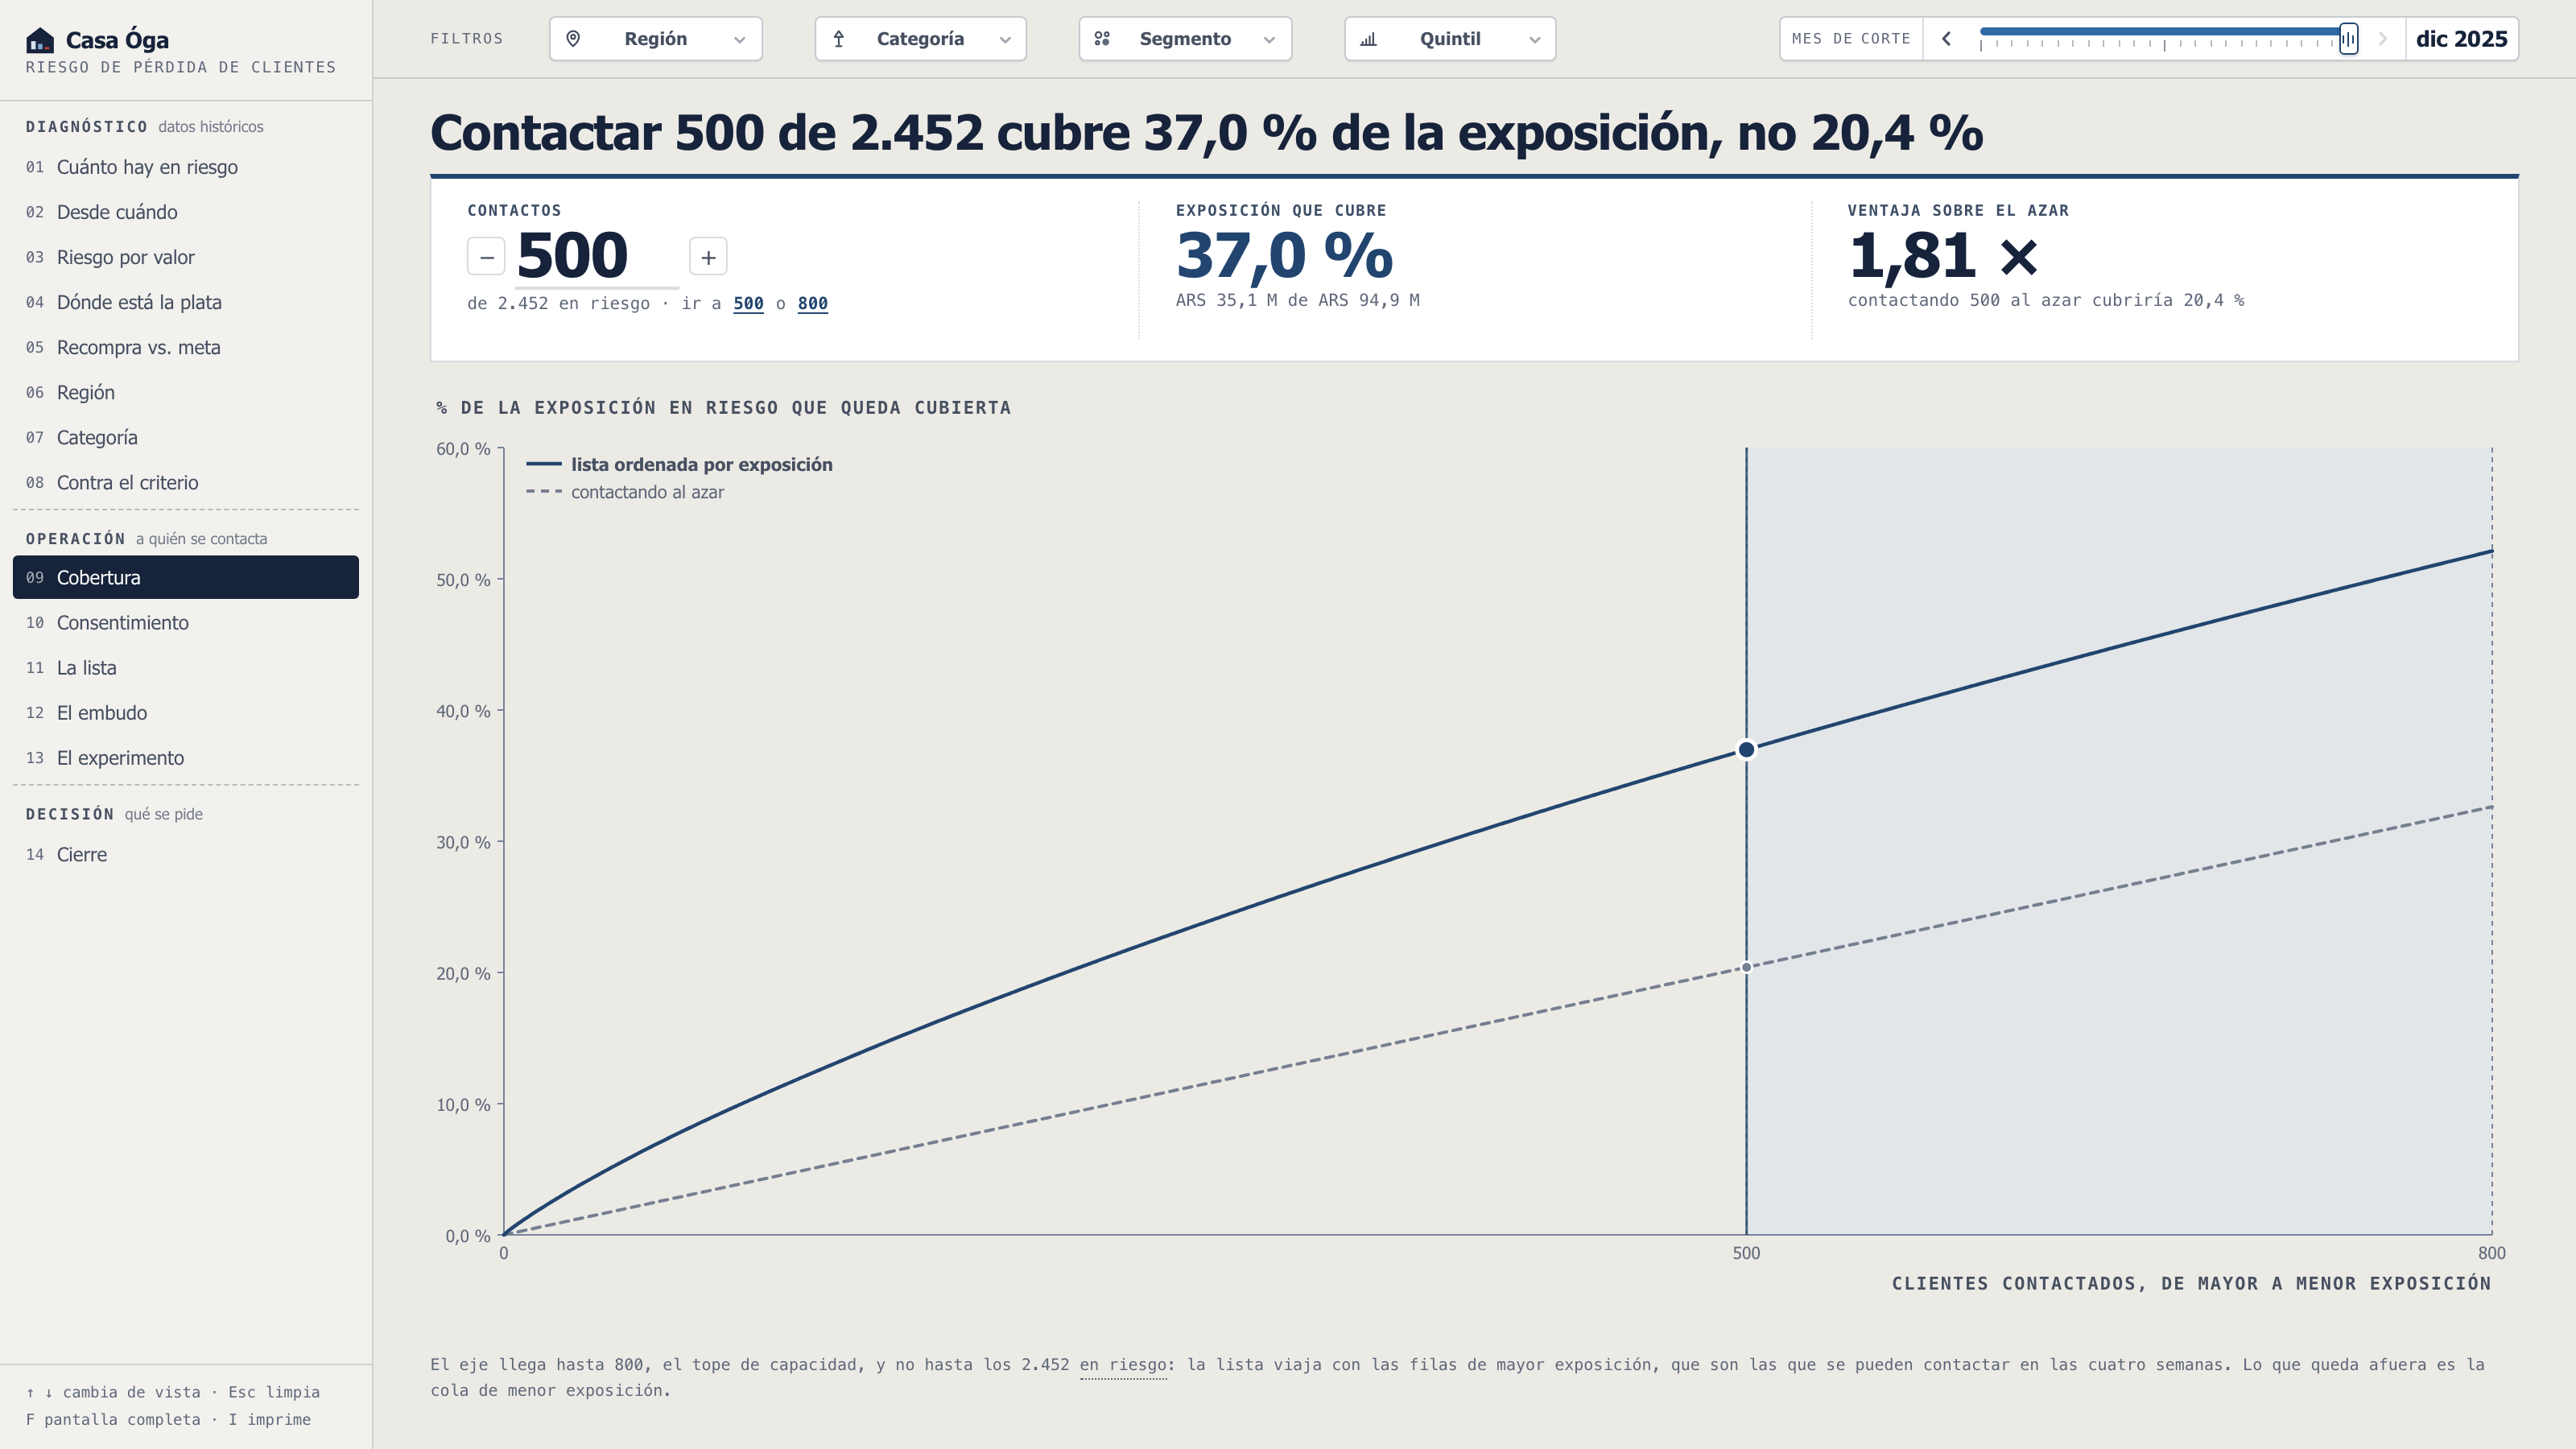 Casa Óga
RIESGO DE PÉRDIDA DE CLIENTES
DIAGNÓSTICO datos históricos
01 Cuánto hay en riesgo
02 Desde cuándo
03 Riesgo por valor
04 Dónde está la plata
05 Recompra vs. meta
06 Región
07 Categoría
08 Contra el criterio
OPERACIÓN a quién se contacta
09 Cobertura
10 Consentimiento
11 La lista
12 El embudo
13 El experimento
DECISIÓN qué se pide
14 Cierre
↑ ↓ cambia de vista · Esc limpia
F pantalla completa · I imprime
FILTROS
Región
Categoría
Segmento
Quintil
MES DE CORTE
dic 2025
Contactar 500 de 2.452 cubre 37,0 % de la exposición, no 20,4 %
CONTACTOS
− 500 +
de 2.452 en riesgo · ir a 500 o 800
EXPOSICIÓN QUE CUBRE
37,0 %
ARS 35,1 M de ARS 94,9 M
VENTAJA SOBRE EL AZAR
1,81 ×
contactando 500 al azar cubriría 20,4 %
% DE LA EXPOSICIÓN EN RIESGO QUE QUEDA CUBIERTA
lista ordenada por exposición
contactando al azar
60,0 %
50,0 %
40,0 %
30,0 %
20,0 %
10,0 %
0,0 %
0
500
800
CLIENTES CONTACTADOS, DE MAYOR A MENOR EXPOSICIÓN
El eje llega hasta 800, el tope de capacidad, y no hasta los 2.452 en riesgo: la lista viaja con las filas de mayor exposición, que son las que se pueden contactar en las cuatro semanas. Lo que queda afuera es la
cola de menor exposición.